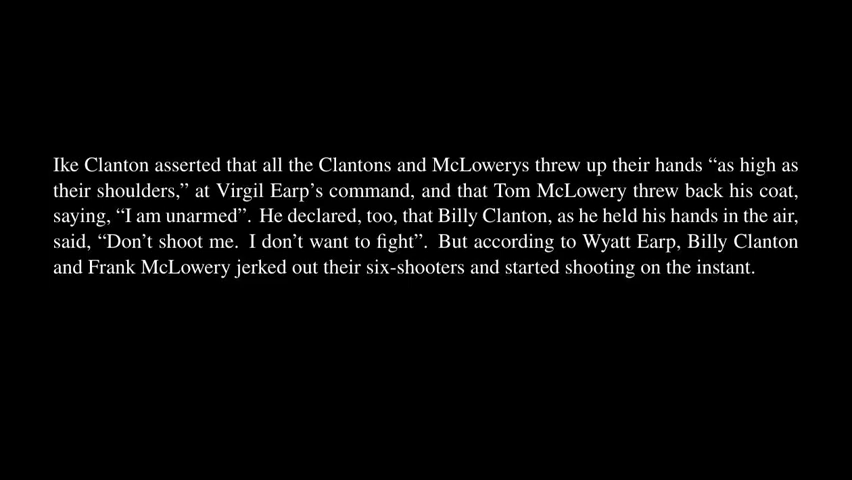 Ike Clanton asserted that all the Clantons and McLowerys threw up their hands “as high as
their shoulders,” at Virgil Earp’s command, and that Tom McLowery threw back his coat,
saying, “I am unarmed”. He declared, too, that Billy Clanton, as he held his hands in the air,
said, “Don’t shoot me. I don’t want to fight”. But according to Wyatt Earp, Billy Clanton
and Frank McLowery jerked out their six-shooters and started shooting on the instant.